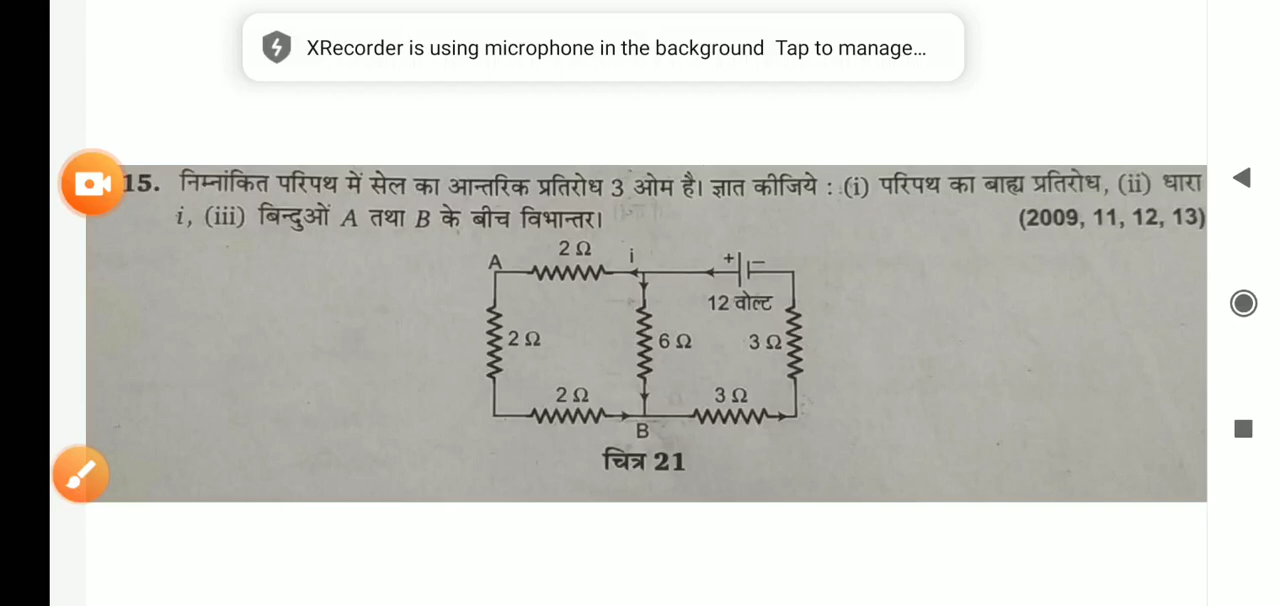 XRecorder is using microphone in the background Tap to manage...
15. निम्नांकित परिपथ में सेल का आन्तरिक प्रतिरोध 3 ओम है। ज्ञात कीजिये : (i) परिपथ का बाह्य प्रतिरोध, (ii) धारा
i, (iii) बिन्दुओं A तथा B के बीच विभान्तर।
(2009, 11, 12, 13)
2 Ω
i
+
−
A
12 वोल्ट
2 Ω
6 Ω
3 Ω
2 Ω
3 Ω
B
चित्र 21